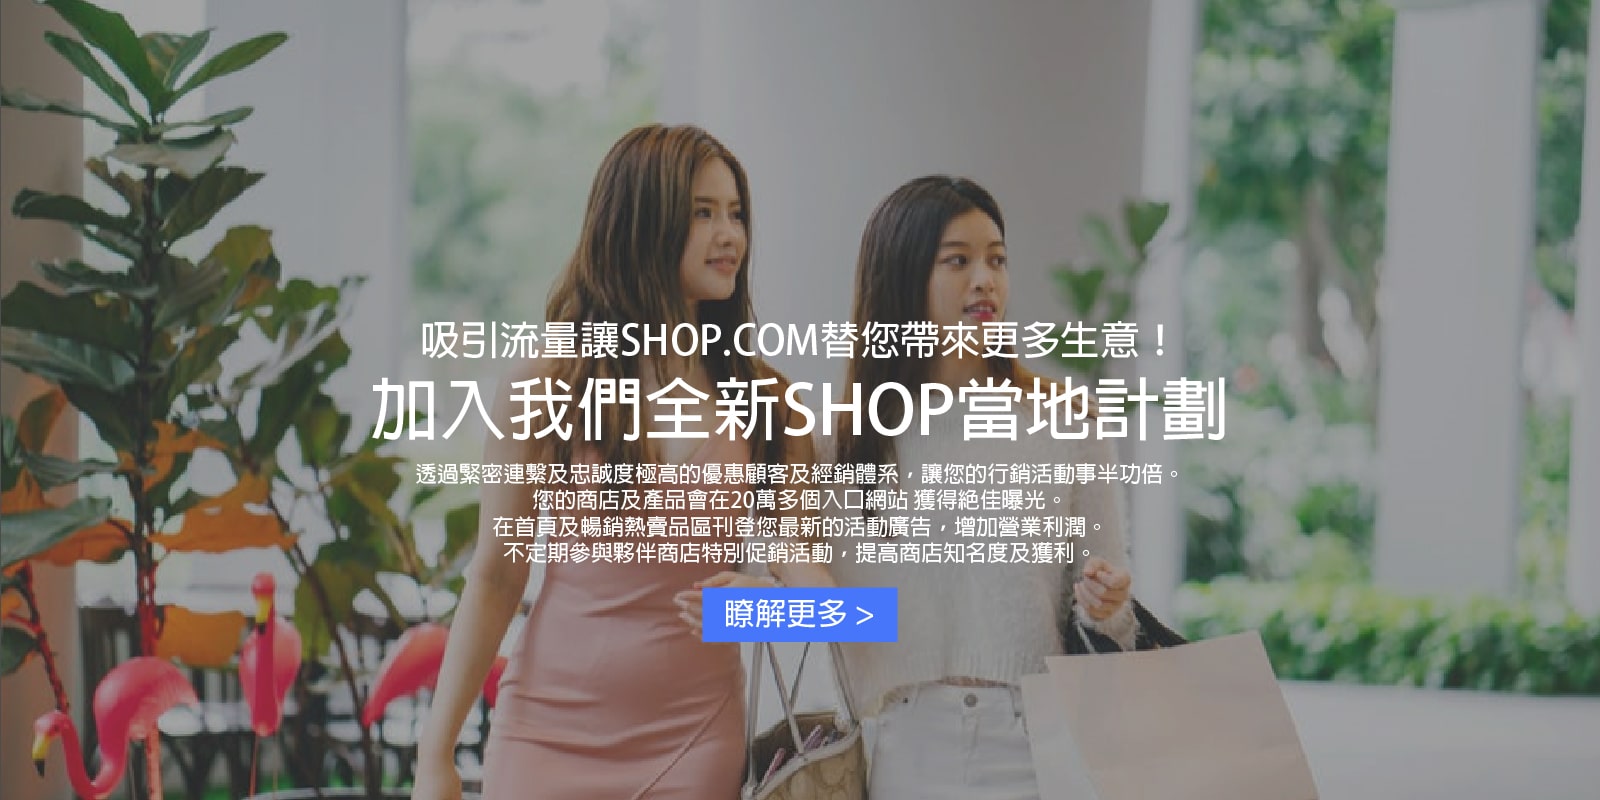 吸引流量讓SHOP.COM替您帶來更多生意！
加入我們全新SHOP當地計劃
透過緊密連繫及忠誠度極高的優惠顧客及經銷體系，讓您的行銷活動事半功倍。
您的商店及產品會在20萬多個入口網站 獲得絶佳曝光。
在首頁及暢銷熱賣品區刊登您最新的活動廣告，增加營業利潤。
不定期參與夥伴商店特別促銷活動，提高商店知名度及獲利。
瞭解更多 >